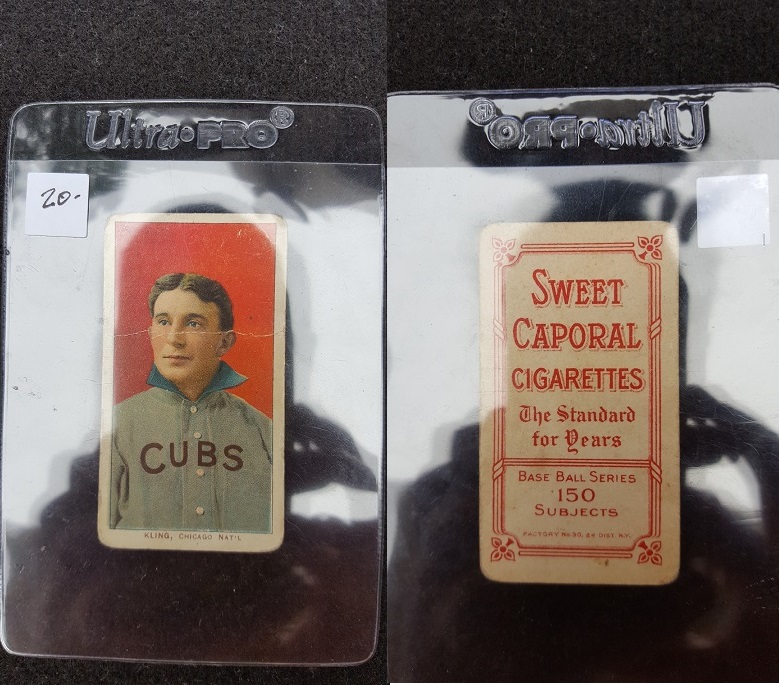 Ultra•PRO®
20-
CUBS
KLING, CHICAGO NAT'L
Ultra•PRO®
SWEET
CAPORAL
CIGARETTES
The Standard
for Years
BASE BALL SERIES
150
SUBJECTS
FACTORY No. 30, 2d DIST. N.Y.